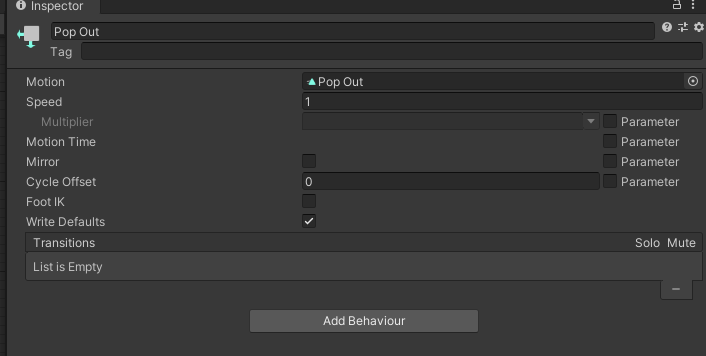 Inspector
Pop Out
Tag
Motion Pop Out
Speed 1
Multiplier Parameter
Motion Time Parameter
Mirror Parameter
Cycle Offset 0 Parameter
Foot IK
Write Defaults
Transitions Solo Mute
List is Empty
Add Behaviour